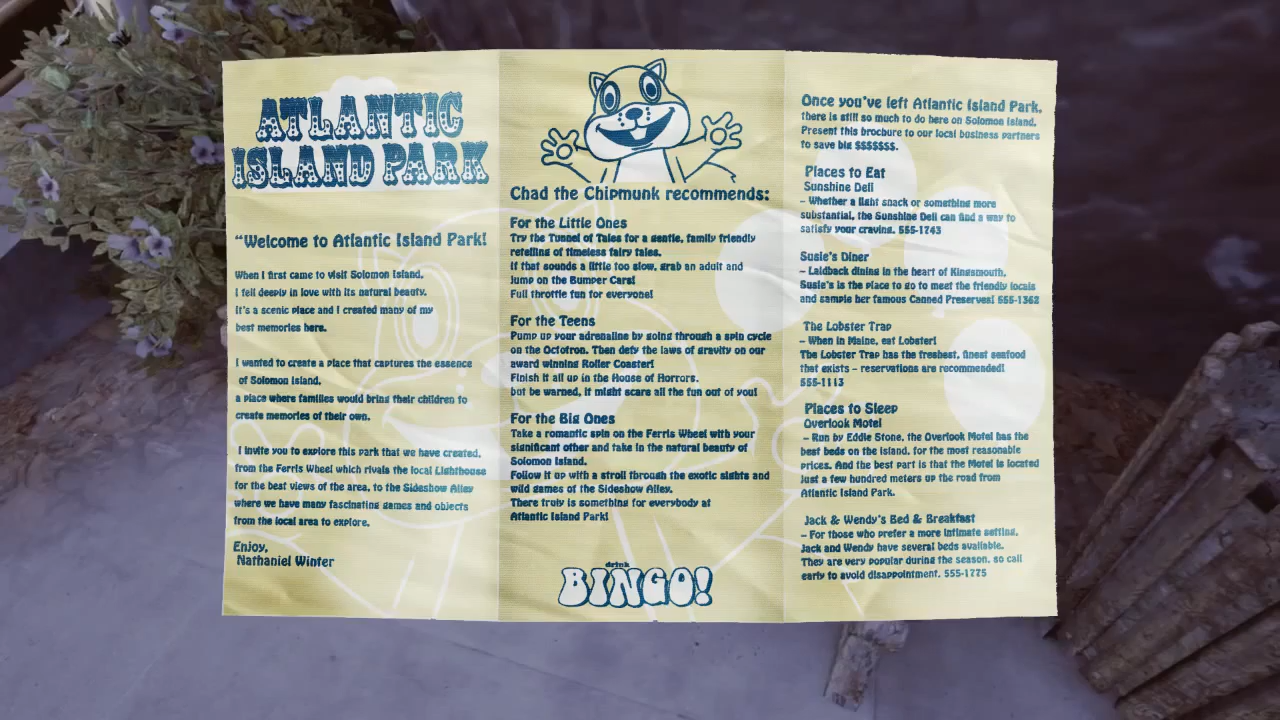 ATLANTIC
ISLAND PARK
“Welcome to Atlantic Island Park!
When I first came to visit Solomon Island,
I fell deeply in love with its natural beauty.
It's a scenic place and I created many of my
best memories here.
I wanted to create a place that captures the essence
of Solomon Island,
a place where families would bring their children to
create memories of their own.
I invite you to explore this park that we have created,
from the Ferris Wheel which rivals the local Lighthouse
for the best views of the area, to the Sideshow Alley
where we have many fascinating games and objects
from the local area to explore.
Enjoy,
Nathaniel Winter
Chad the Chipmunk recommends:
For the Little Ones
Try the Tunnel of Tales for a gentle, family friendly
retelling of timeless fairy tales.
If that sounds a little too slow, grab an adult and
jump on the Bumper Cars!
Full throttle fun for everyone!
For the Teens
Pump up your adrenaline by going through a spin cycle
on the Octotron. Then defy the laws of gravity on our
award winning Roller Coaster!
Finish it all up in the House of Horrors.
but be warned, it might scare all the fun out of you!
For the Big Ones
Take a romantic spin on the Ferris Wheel with your
significant other and take in the natural beauty of
Solomon Island.
Follow it up with a stroll through the exotic sights and
wild games of the Sideshow Alley.
There truly is something for everybody at
Atlantic Island Park!
drink
BINGO!
Once you've left Atlantic Island Park,
there is still so much to do here on Solomon Island.
Present this brochure to our local business partners
to save big $$$$$$$.
Places to Eat
Sunshine Deli
– Whether a light snack or something more
substantial, the Sunshine Deli can find a way to
satisfy your craving. 555-1743
Susie's Diner
– Laidback dining in the heart of Kingsmouth,
Susie's is the place to go to meet the friendly locals
and sample her famous Canned Preserves! 555-1362
The Lobster Trap
– When in Maine, eat Lobster!
The Lobster Trap has the freshest, finest seafood
that exists – reservations are recommended!
555-1113
Places to Sleep
Overlook Motel
– Run by Eddie Stone, the Overlook Motel has the
best beds on the island, for the most reasonable
prices. And the best part is that the Motel is located
just a few hundred meters up the road from
Atlantic Island Park.
Jack & Wendy's Bed & Breakfast
– For those who prefer a more intimate setting,
Jack and Wendy have several beds available.
They are very popular during the season, so call
early to avoid disappointment. 555-1775